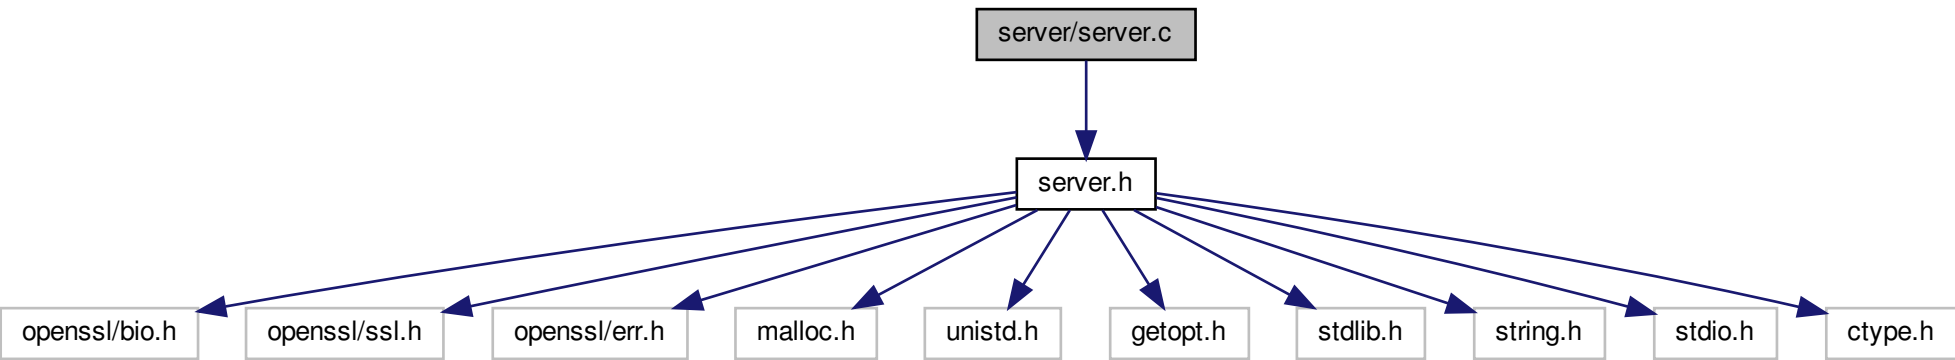 server/server.c
server.h
openssl/bio.h
openssl/ssl.h
openssl/err.h
malloc.h
unistd.h
getopt.h
stdlib.h
string.h
stdio.h
ctype.h